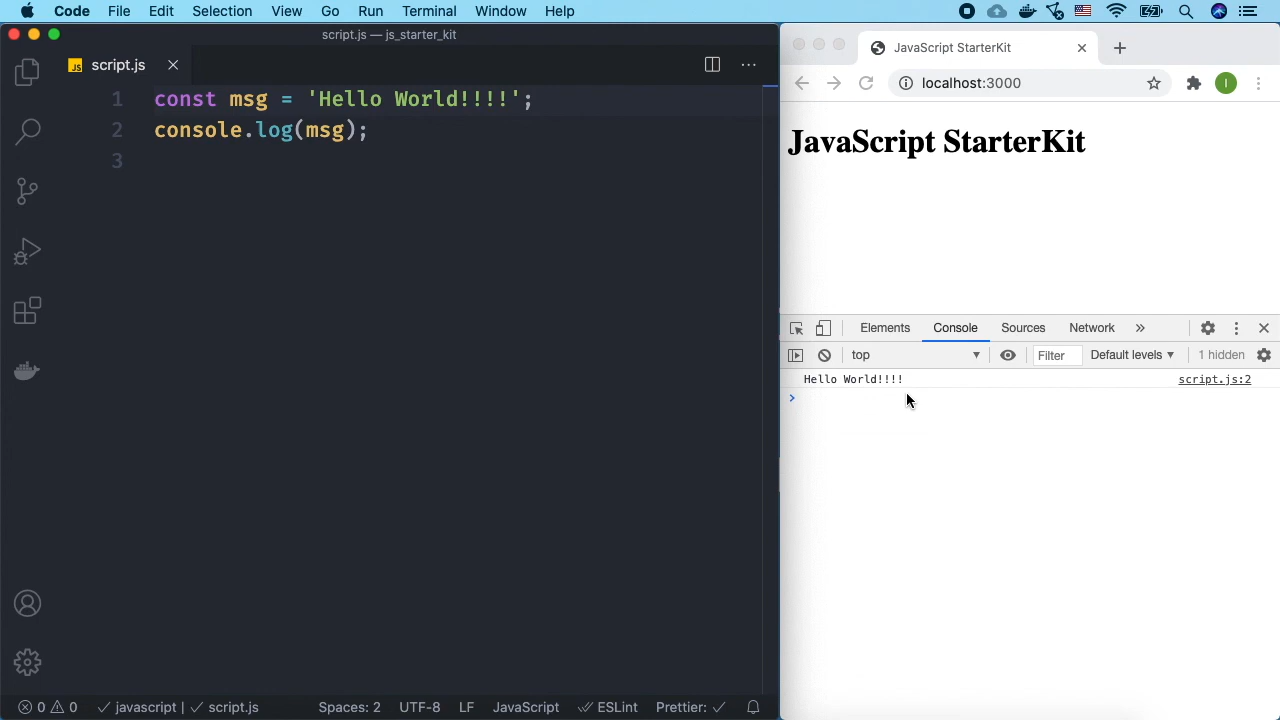 Code File Edit Selection View Go Run Terminal Window Help
script.js — js_starter_kit
JS script.js
1 const msg = 'Hello World!!!!';
2 console.log(msg);
3
0 0 javascript | script.js Spaces: 2 UTF-8 LF JavaScript ESLint Prettier:
JavaScript StarterKit
localhost:3000
I
JavaScript StarterKit
Elements Console Sources Network »
top Filter Default levels 1 hidden
Hello World!!!! script.js:2